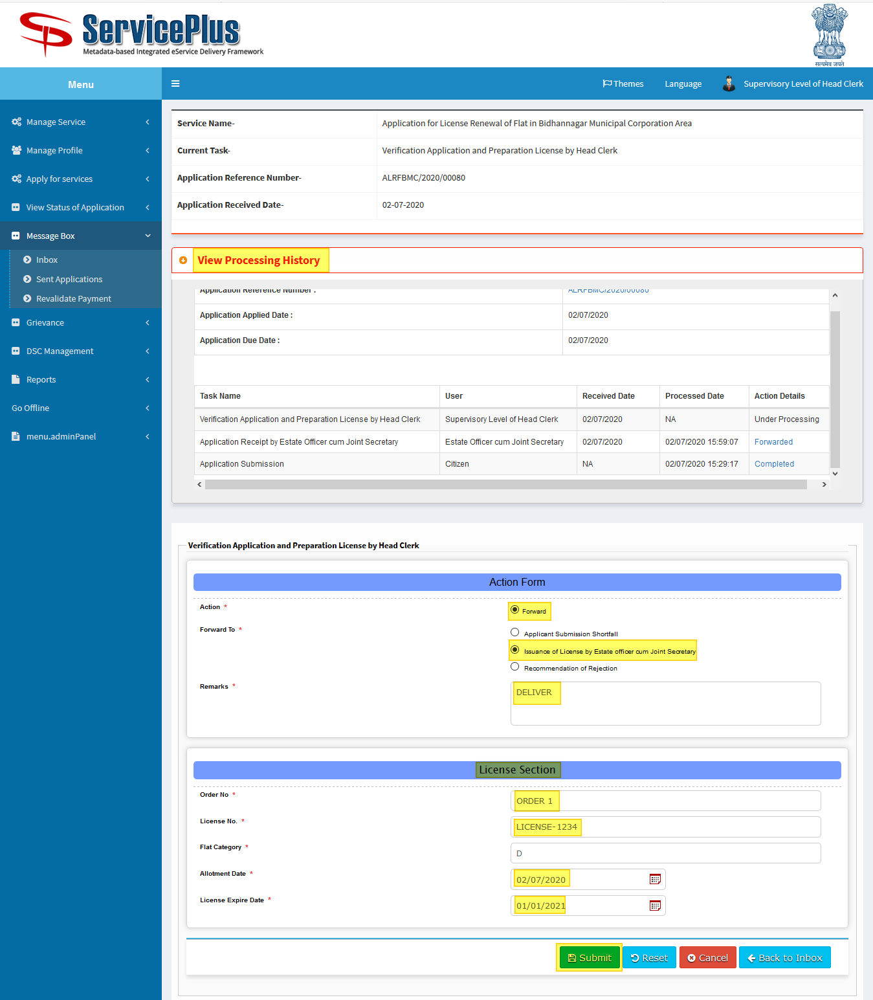 ServicePlus
Metadata-based Integrated eService Delivery Framework
सत्यमेव जयते
Menu
Themes Language Supervisory Level of Head Clerk
Manage Service
Manage Profile
Apply for services
View Status of Application
Message Box
Inbox
Sent Applications
Revalidate Payment
Grievance
DSC Management
Reports
Go Offline
menu.adminPanel
Service Name- Application for License Renewal of Flat in Bidhannagar Municipal Corporation Area
Current Task- Verification Application and Preparation License by Head Clerk
Application Reference Number- ALRFBMC/2020/00080
Application Received Date- 02-07-2020
View Processing History
Application Reference Number : ALRFBMC/2020/00080
Application Applied Date : 02/07/2020
Application Due Date : 02/07/2020
Task Name User Received Date Processed Date Action Details
Verification Application and Preparation License by Head Clerk Supervisory Level of Head Clerk 02/07/2020 NA Under Processing
Application Receipt by Estate Officer cum Joint Secretary Estate Officer cum Joint Secretary 02/07/2020 02/07/2020 15:59:07 Forwarded
Application Submission Citizen NA 02/07/2020 15:29:17 Completed
Verification Application and Preparation License by Head Clerk
Action Form
Action * Forward
Forward To * Applicant Submission Shortfall
Issuance of License by Estate officer cum Joint Secretary
Recommendation of Rejection
Remarks * DELIVER
License Section
Order No * ORDER 1
License No. * LICENSE-1234
Flat Category * D
Allotment Date * 02/07/2020
License Expire Date * 01/01/2021
Submit Reset Cancel Back to Inbox